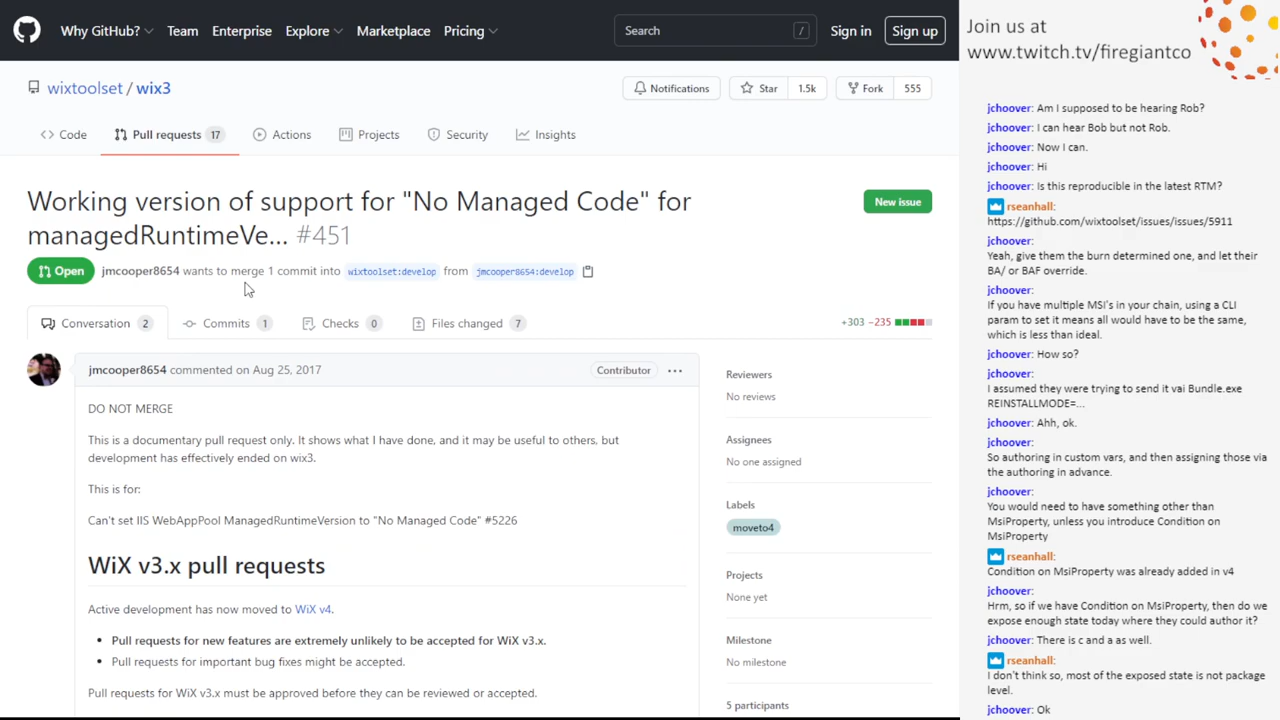 Why GitHub? Team Enterprise Explore Marketplace Pricing Search / Sign in Sign up
wixtoolset / wix3 Notifications Star 1.5k Fork 555
Code Pull requests 17 Actions Projects Security Insights
Working version of support for "No Managed Code" for
managedRuntimeVe... #451
New issue
Open jmcooper8654 wants to merge 1 commit into wixtoolset:develop from jmcooper8654:develop
Conversation 2 Commits 1 Checks 0 Files changed 7 +303 −235
jmcooper8654 commented on Aug 25, 2017 Contributor ...
DO NOT MERGE
This is a documentary pull request only. It shows what I have done, and it may be useful to others, but
development has effectively ended on wix3.
This is for:
Can't set IIS WebAppPool ManagedRuntimeVersion to "No Managed Code" #5226
WiX v3.x pull requests
Active development has now moved to WiX v4.
• Pull requests for new features are extremely unlikely to be accepted for WiX v3.x.
• Pull requests for important bug fixes might be accepted.
Pull requests for WiX v3.x must be approved before they can be reviewed or accepted.
Reviewers
No reviews
Assignees
No one assigned
Labels
moveto4
Projects
None yet
Milestone
No milestone
5 participants
Join us at
www.twitch.tv/firegiantco
jchoover: Am I supposed to be hearing Rob?
jchoover: I can hear Bob but not Rob.
jchoover: Now I can.
jchoover: Hi
jchoover: Is this reproducible in the latest RTM?
rseanhall:
https://github.com/wixtoolset/issues/issues/5911
jchoover:
Yeah, give them the burn determined one, and let their
BA/ or BAF override.
jchoover:
If you have multiple MSI's in your chain, using a CLI
param to set it means all would have to be the same,
which is less than ideal.
jchoover: How so?
jchoover:
I assumed they were trying to send it vai Bundle.exe
REINSTALLMODE=...
jchoover: Ahh, ok.
jchoover:
So authoring in custom vars, and then assigning those via
the authoring in advance.
jchoover:
You would need to have something other than
MsiProperty, unless you introduce Condition on
MsiProperty
rseanhall:
Condition on MsiProperty was already added in v4
jchoover:
Hrm, so if we have Condition on MsiProperty, then do we
expose enough state today where they could author it?
jchoover: There is c and a as well.
rseanhall:
I don't think so, most of the exposed state is not package
level.
jchoover: Ok